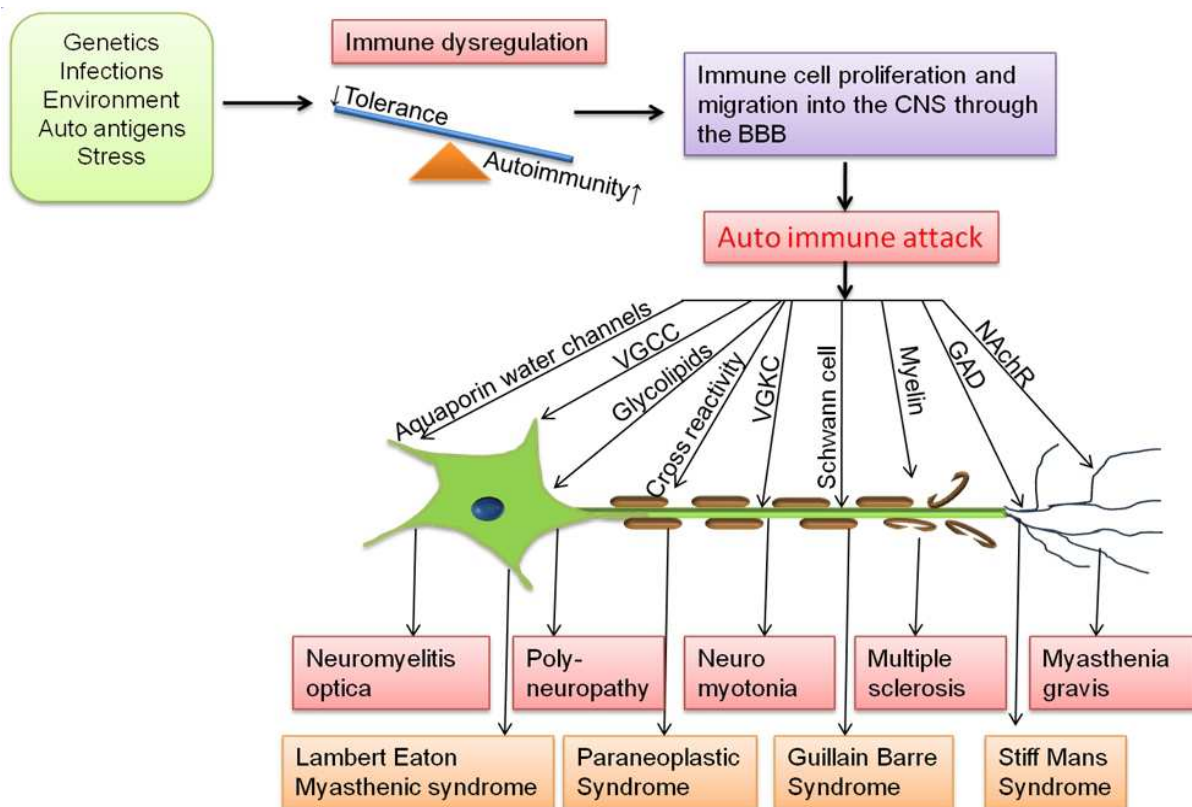 Genetics
Infections
Environment
Auto antigens
Stress
Immune dysregulation
↓Tolerance
Autoimmunity↑
Immune cell proliferation and
migration into the CNS through
the BBB
Auto immune attack
Aquaporin water channels
VGCC
Glycolipids
Cross reactivity
VGKC
Schwann cell
Myelin
GAD
NAchR
Neuromyelitis
optica
Poly-
neuropathy
Neuro
myotonia
Multiple
sclerosis
Myasthenia
gravis
Lambert Eaton
Myasthenic syndrome
Paraneoplastic
Syndrome
Guillain Barre
Syndrome
Stiff Mans
Syndrome